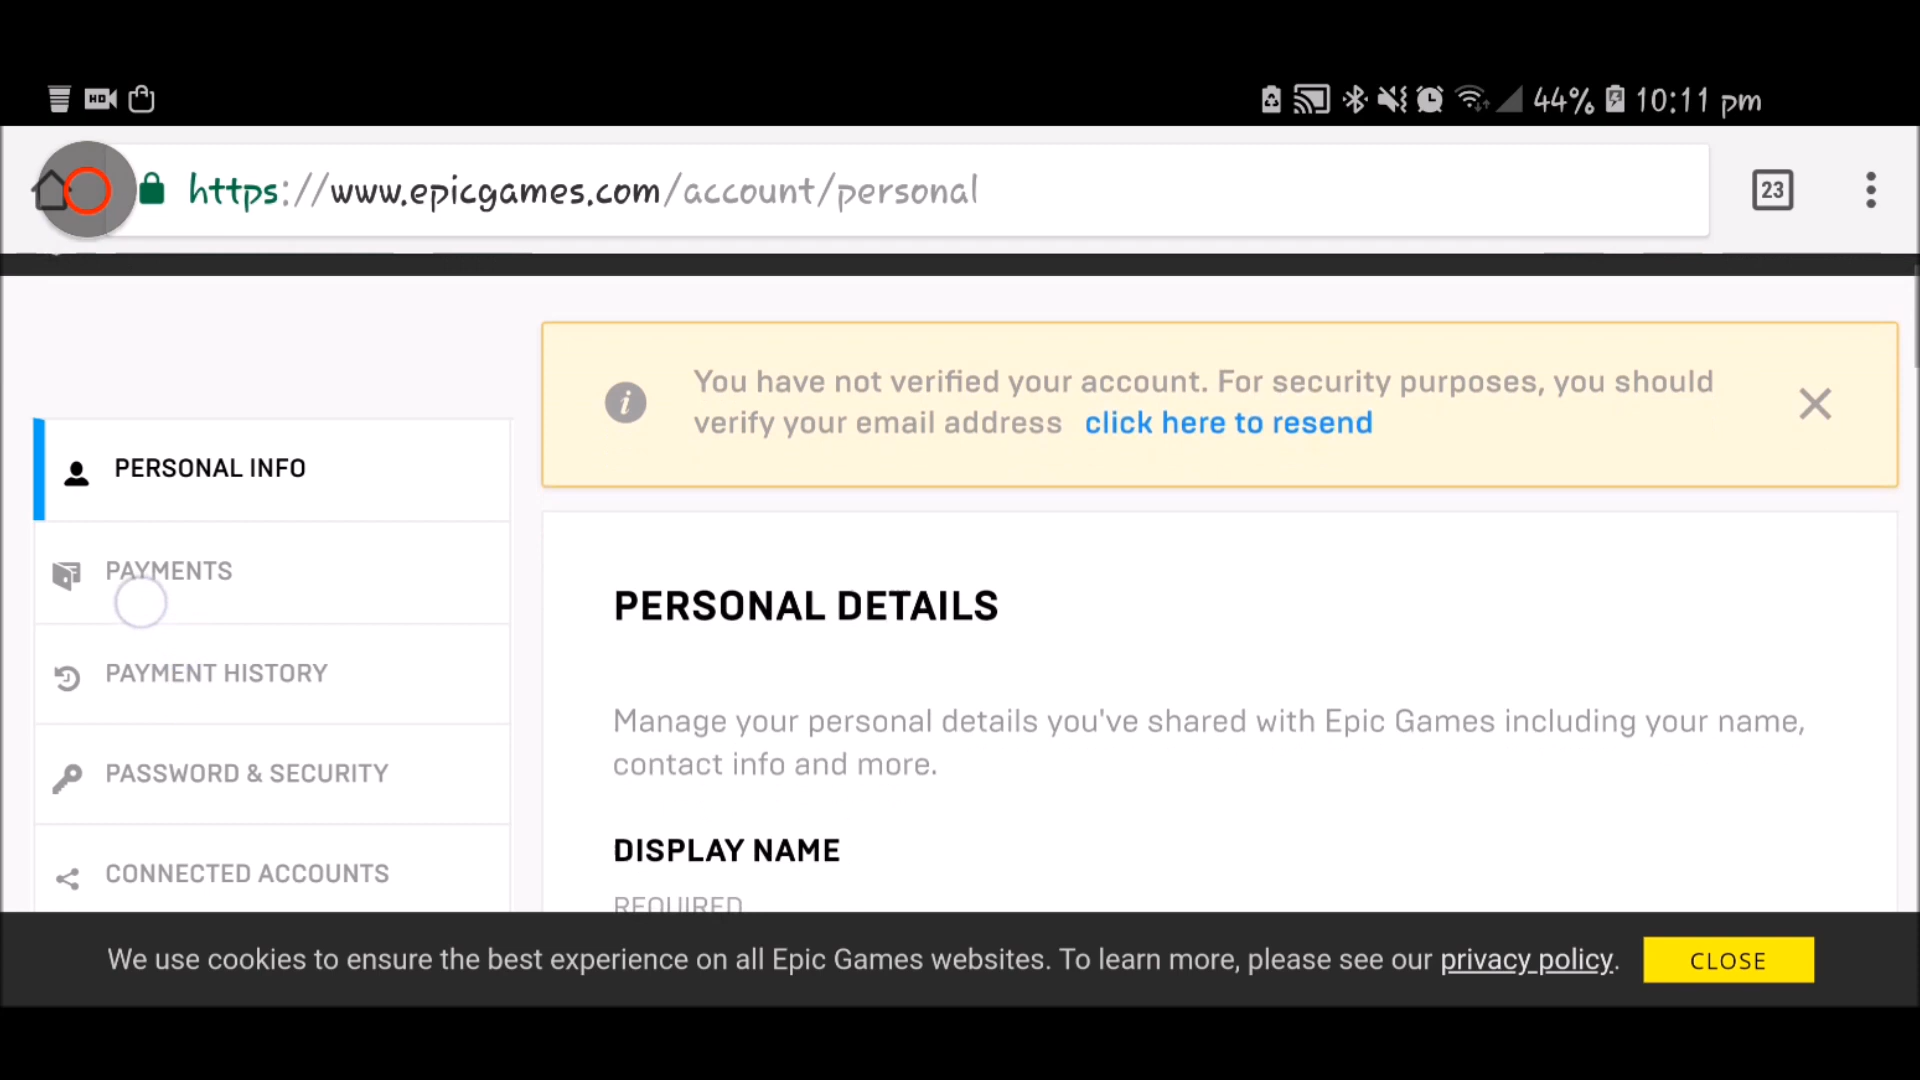 HD
44% 10:11 pm
https://www.epicgames.com/account/personal
23
You have not verified your account. For security purposes, you should
verify your email address click here to resend
PERSONAL INFO
PAYMENTS
PAYMENT HISTORY
PASSWORD & SECURITY
CONNECTED ACCOUNTS
PERSONAL DETAILS
Manage your personal details you've shared with Epic Games including your name,
contact info and more.
DISPLAY NAME
REQUIRED
We use cookies to ensure the best experience on all Epic Games websites. To learn more, please see our privacy policy.
CLOSE